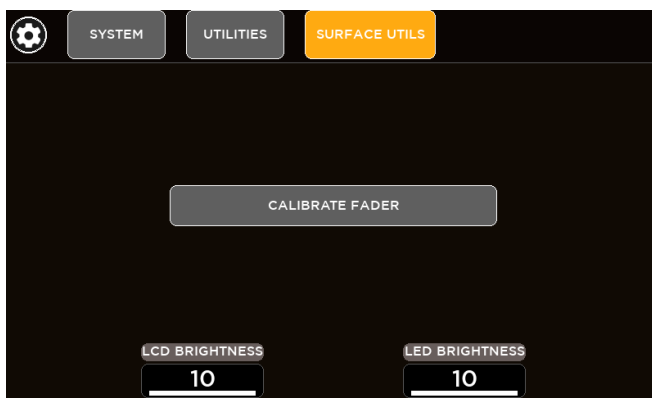 SYSTEM UTILITIES SURFACE UTILS
CALIBRATE FADER
LCD BRIGHTNESS LED BRIGHTNESS
10 10